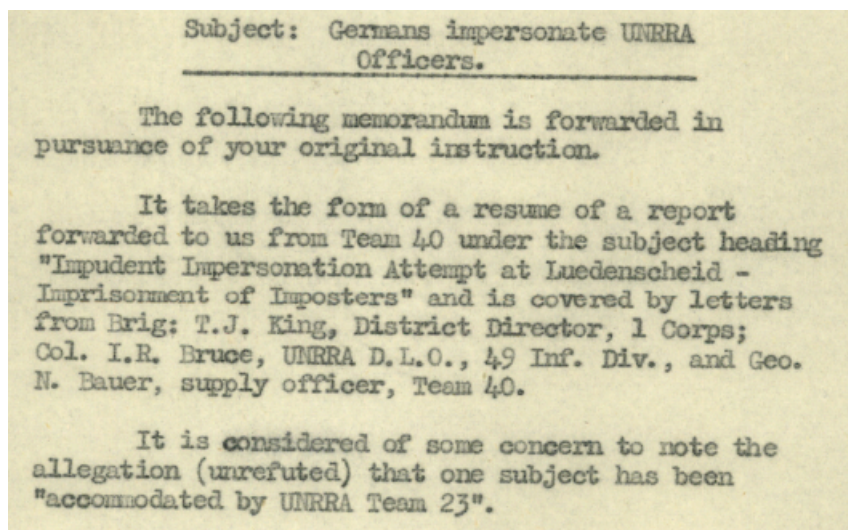 Subject: Germans impersonate UNRRA
Officers.
The following memorandum is forwarded in
pursuance of your original instruction.
It takes the form of a resume of a report
forwarded to us from Team 40 under the subject heading
"Impudent Impersonation Attempt at Luedenscheid -
Imprisonment of Imposters" and is covered by letters
from Brig: T.J. King, District Director, 1 Corps;
Col. I.R. Bruce, UNRRA D.L.O., 49 Inf. Div., and Geo.
N. Bauer, supply officer, Team 40.
It is considered of some concern to note the
allegation (unrefuted) that one subject has been
"accommodated by UNRRA Team 23".